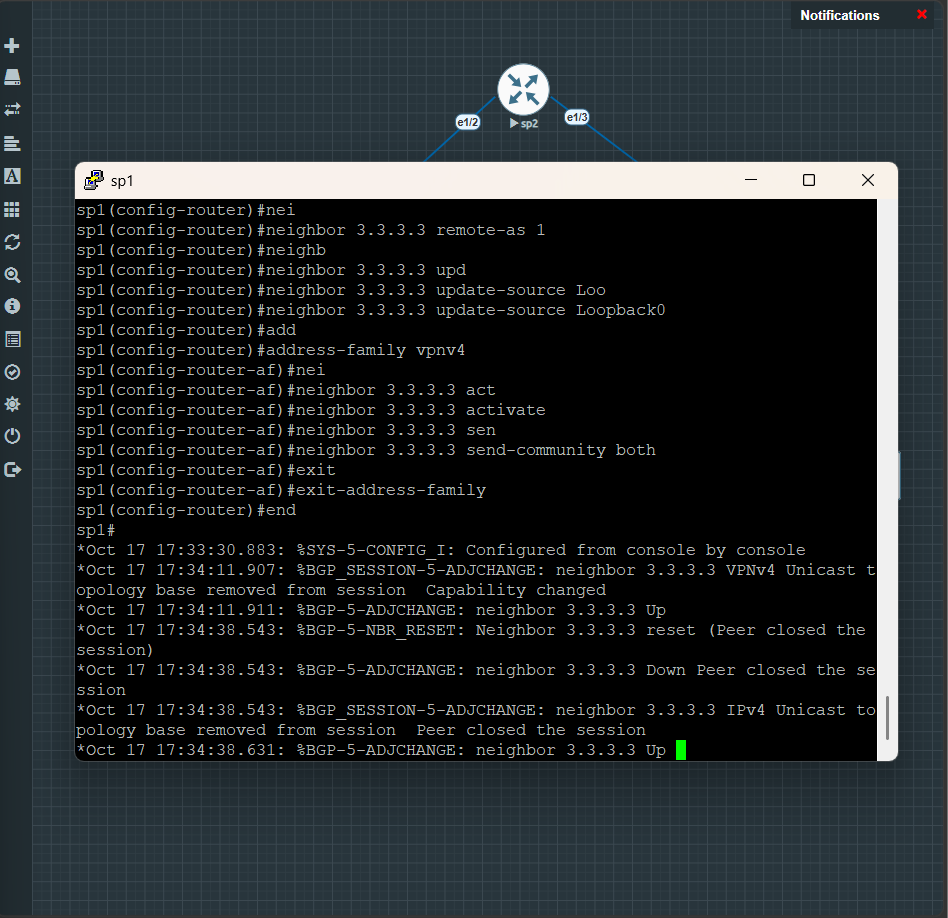 Notifications
e1/2
e1/3
sp2
sp1
sp1(config-router)#nei
sp1(config-router)#neighbor 3.3.3.3 remote-as 1
sp1(config-router)#neighb
sp1(config-router)#neighbor 3.3.3.3 upd
sp1(config-router)#neighbor 3.3.3.3 update-source Loo
sp1(config-router)#neighbor 3.3.3.3 update-source Loopback0
sp1(config-router)#add
sp1(config-router)#address-family vpnv4
sp1(config-router-af)#nei
sp1(config-router-af)#neighbor 3.3.3.3 act
sp1(config-router-af)#neighbor 3.3.3.3 activate
sp1(config-router-af)#neighbor 3.3.3.3 sen
sp1(config-router-af)#neighbor 3.3.3.3 send-community both
sp1(config-router-af)#exit
sp1(config-router-af)#exit-address-family
sp1(config-router)#end
sp1#
*Oct 17 17:33:30.883: %SYS-5-CONFIG_I: Configured from console by console
*Oct 17 17:34:11.907: %BGP_SESSION-5-ADJCHANGE: neighbor 3.3.3.3 VPNv4 Unicast t
opology base removed from session  Capability changed
*Oct 17 17:34:11.911: %BGP-5-ADJCHANGE: neighbor 3.3.3.3 Up
*Oct 17 17:34:38.543: %BGP-5-NBR_RESET: Neighbor 3.3.3.3 reset (Peer closed the
session)
*Oct 17 17:34:38.543: %BGP-5-ADJCHANGE: neighbor 3.3.3.3 Down Peer closed the se
ssion
*Oct 17 17:34:38.543: %BGP_SESSION-5-ADJCHANGE: neighbor 3.3.3.3 IPv4 Unicast to
pology base removed from session  Peer closed the session
*Oct 17 17:34:38.631: %BGP-5-ADJCHANGE: neighbor 3.3.3.3 Up